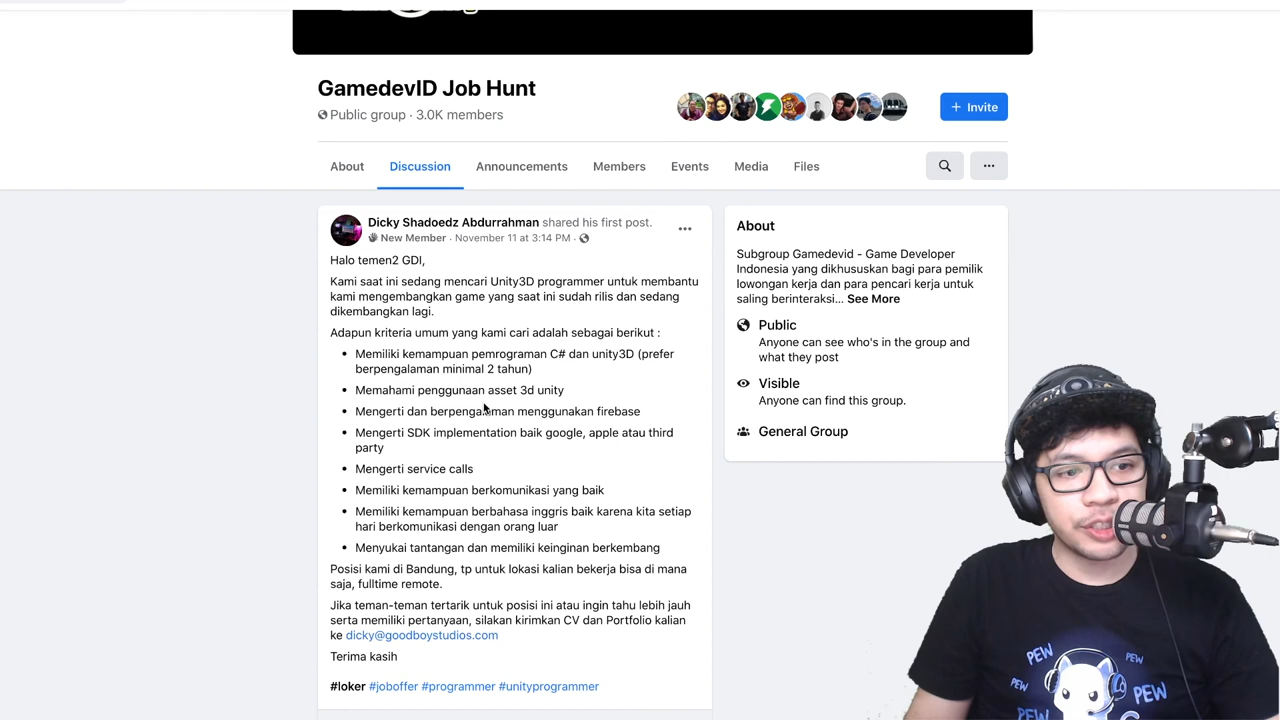 GamedevID Job Hunt
Public group · 3.0K members
+ Invite
About
Discussion
Announcements
Members
Events
Media
Files
Dicky Shadoedz Abdurrahman shared his first post.
New Member · November 11 at 3:14 PM ·
Halo temen2 GDI,
Kami saat ini sedang mencari Unity3D programmer untuk membantu
kami mengembangkan game yang saat ini sudah rilis dan sedang
dikembangkan lagi.
Adapun kriteria umum yang kami cari adalah sebagai berikut :
• Memiliki kemampuan pemrograman C# dan unity3D (prefer
berpengalaman minimal 2 tahun)
• Memahami penggunaan asset 3d unity
• Mengerti dan berpengalaman menggunakan firebase
• Mengerti SDK implementation baik google, apple atau third
party
• Mengerti service calls
• Memiliki kemampuan berkomunikasi yang baik
• Memiliki kemampuan berbahasa inggris baik karena kita setiap
hari berkomunikasi dengan orang luar
• Menyukai tantangan dan memiliki keinginan berkembang
Posisi kami di Bandung, tp untuk lokasi kalian bekerja bisa di mana
saja, fulltime remote.
Jika teman-teman tertarik untuk posisi ini atau ingin tahu lebih jauh
serta memiliki pertanyaan, silakan kirimkan CV dan Portfolio kalian
ke dicky@goodboystudios.com
Terima kasih
#loker #joboffer #programmer #unityprogrammer
About
Subgroup Gamedevid - Game Developer
Indonesia yang dikhususkan bagi para pemilik
lowongan kerja dan para pencari kerja untuk
saling berinteraksi... See More
Public
Anyone can see who's in the group and
what they post
Visible
Anyone can find this group.
General Group
PEW
PEW
PEW
PEW
PEW